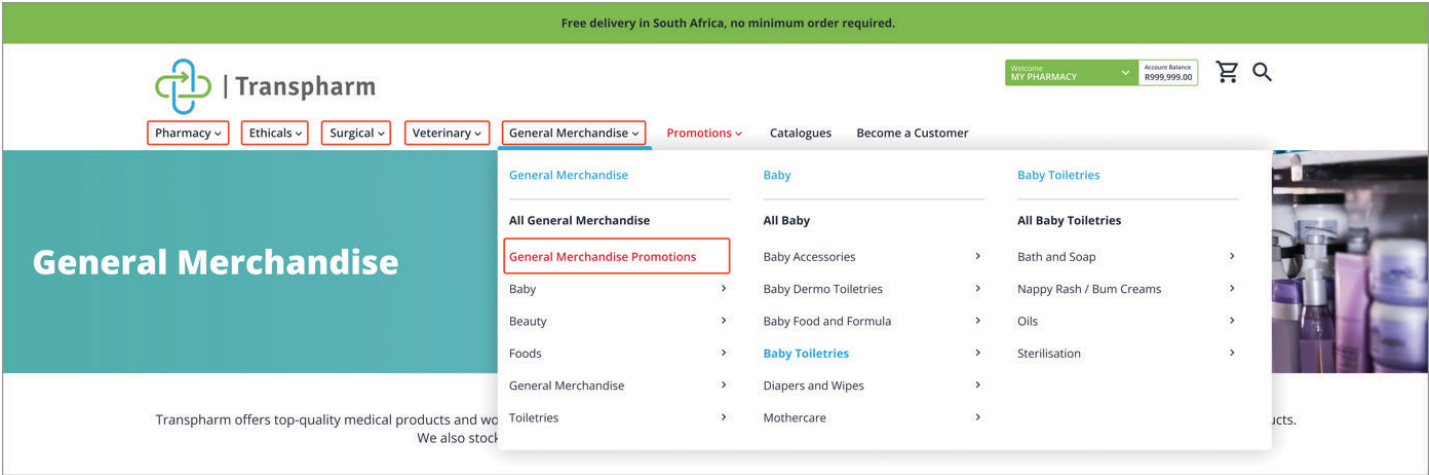 Free delivery in South Africa, no minimum order required.
| Transpharm
Welcome
MY PHARMACY
Account Balance
R999,999.00
Pharmacy
Ethicals
Surgical
Veterinary
General Merchandise
Promotions
Catalogues
Become a Customer
General Merchandise
General Merchandise
All General Merchandise
General Merchandise Promotions
Baby
Beauty
Foods
General Merchandise
Toiletries
Baby
All Baby
Baby Accessories
Baby Dermo Toiletries
Baby Food and Formula
Baby Toiletries
Diapers and Wipes
Mothercare
Baby Toiletries
All Baby Toiletries
Bath and Soap
Nappy Rash / Bum Creams
Oils
Sterilisation
Transpharm offers top-quality medical products and wo
ucts.
We also stock